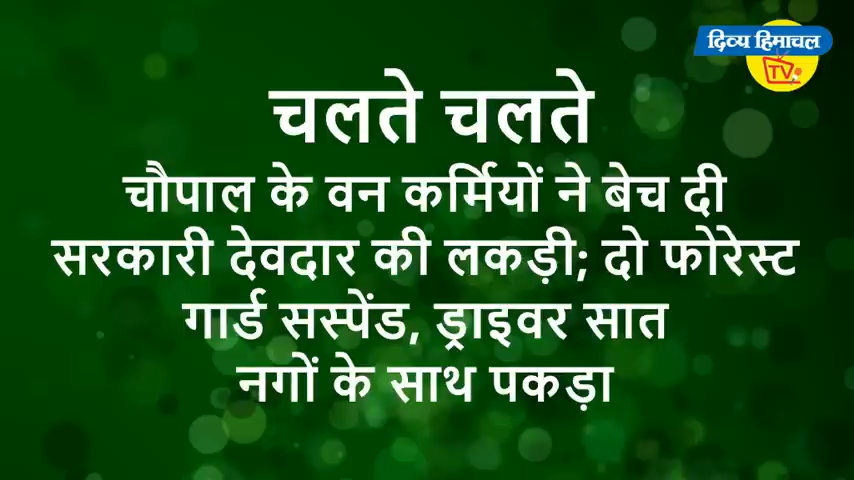 दिव्य हिमाचल
TV
चलते चलते
चौपाल के वन कर्मियों ने बेच दी
सरकारी देवदार की लकड़ी; दो फोरेस्ट
गार्ड सस्पेंड, ड्राइवर सात
नगों के साथ पकड़ा